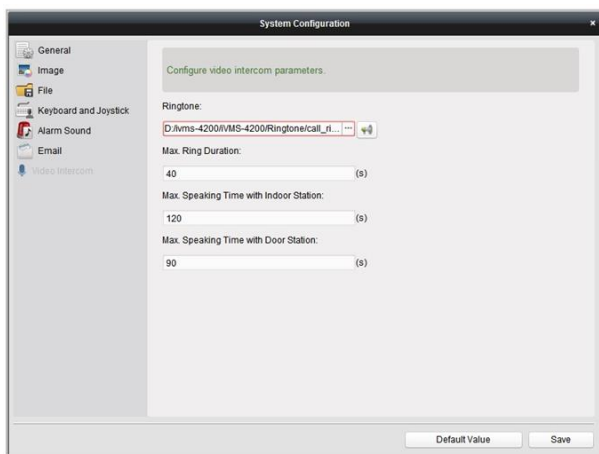 System Configuration
General
Image
File
Keyboard and Joystick
Alarm Sound
Email
Video Intercom
Configure video intercom parameters.
Ringtone:
D:/ivms-4200/iVMS-4200/Ringtone/call_ri... ...
Max. Ring Duration:
40 (s)
Max. Speaking Time with Indoor Station:
120 (s)
Max. Speaking Time with Door Station:
90 (s)
Default Value
Save